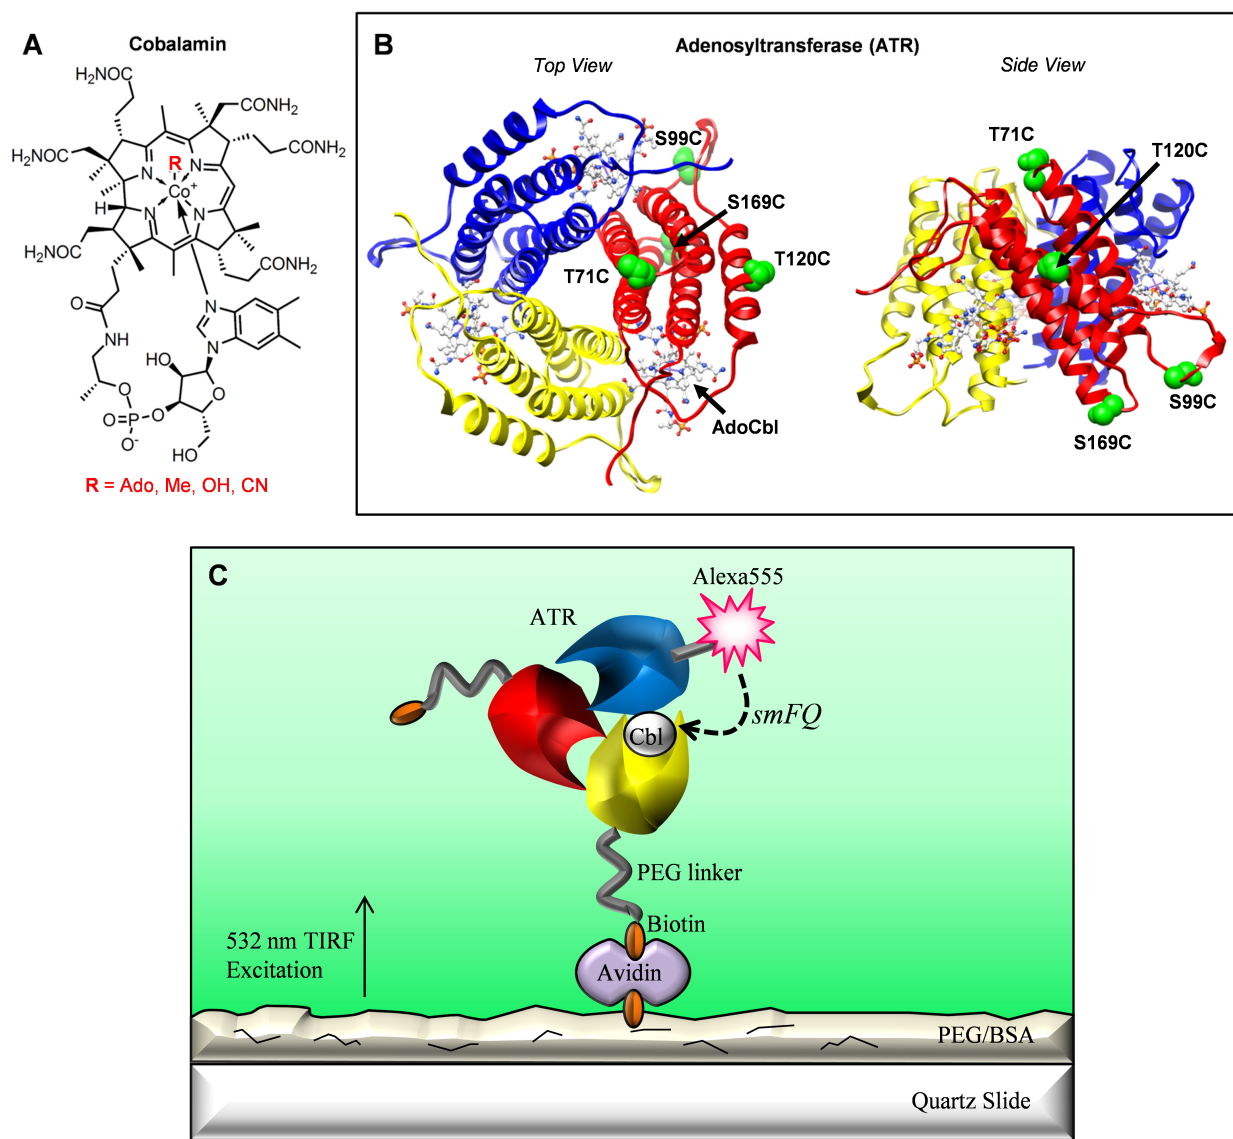 A
Cobalamin
H₂NOC
CONH₂
H₂NOC
CONH₂
R
N
N
Co⁺
N
N
H
H₂NOC
CONH₂
O
NH
N
N
HO
O
O
O=P
O
O⁻
HO
R = Ado, Me, OH, CN
B
Adenosyltransferase (ATR)
Top View
Side View
S99C
S169C
T71C
T120C
AdoCbl
T71C
T120C
S99C
S169C
C
Alexa555
ATR
smFQ
Cbl
PEG linker
Biotin
532 nm TIRF
Excitation
Avidin
PEG/BSA
Quartz Slide